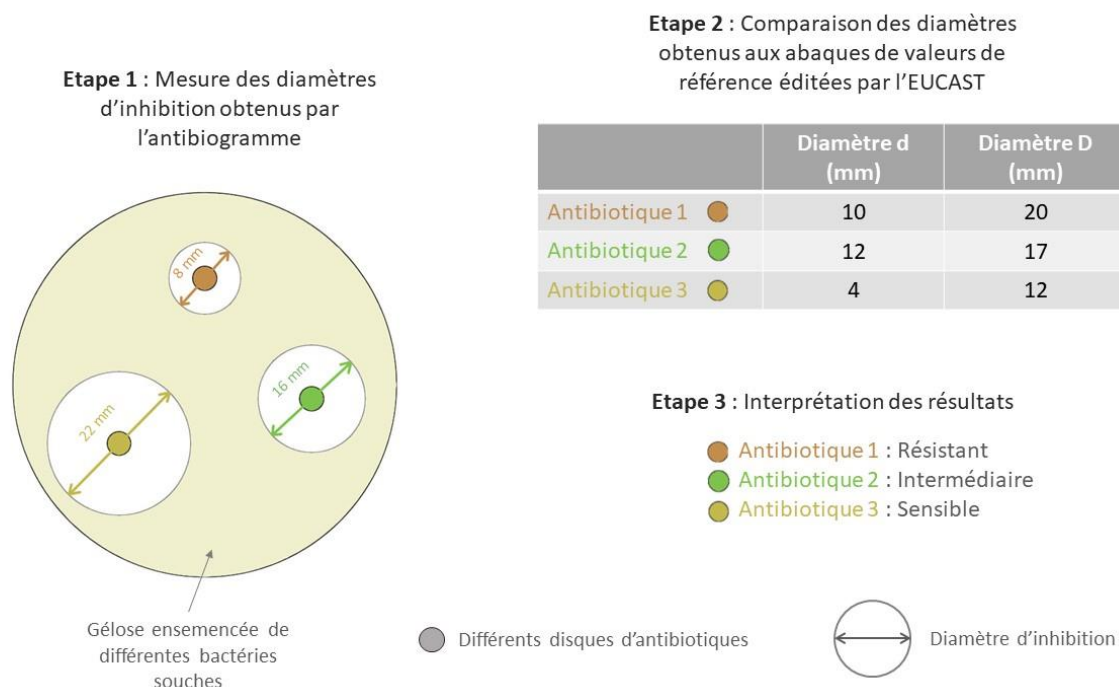 Etape 1 : Mesure des diamètres
d'inhibition obtenus par
l'antibiogramme
8 mm
16 mm
22 mm
Gélose ensemencée de
différentes bactéries
souches
Etape 2 : Comparaison des diamètres
obtenus aux abaques de valeurs de
référence éditées par l'EUCAST
Diamètre d
(mm)
Diamètre D
(mm)
Antibiotique 1 10 20
Antibiotique 2 12 17
Antibiotique 3 4 12
Etape 3 : Interprétation des résultats
Antibiotique 1 : Résistant
Antibiotique 2 : Intermédiaire
Antibiotique 3 : Sensible
Différents disques d'antibiotiques
Diamètre d'inhibition